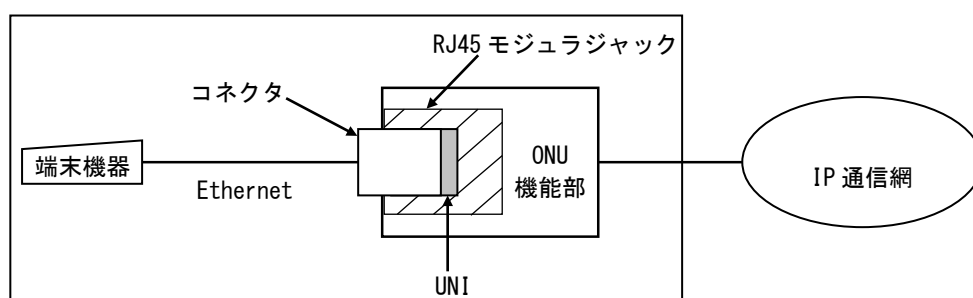 RJ45 モジュラジャック
コネクタ
端末機器
Ethernet
ONU
機能部
IP 通信網
UNI